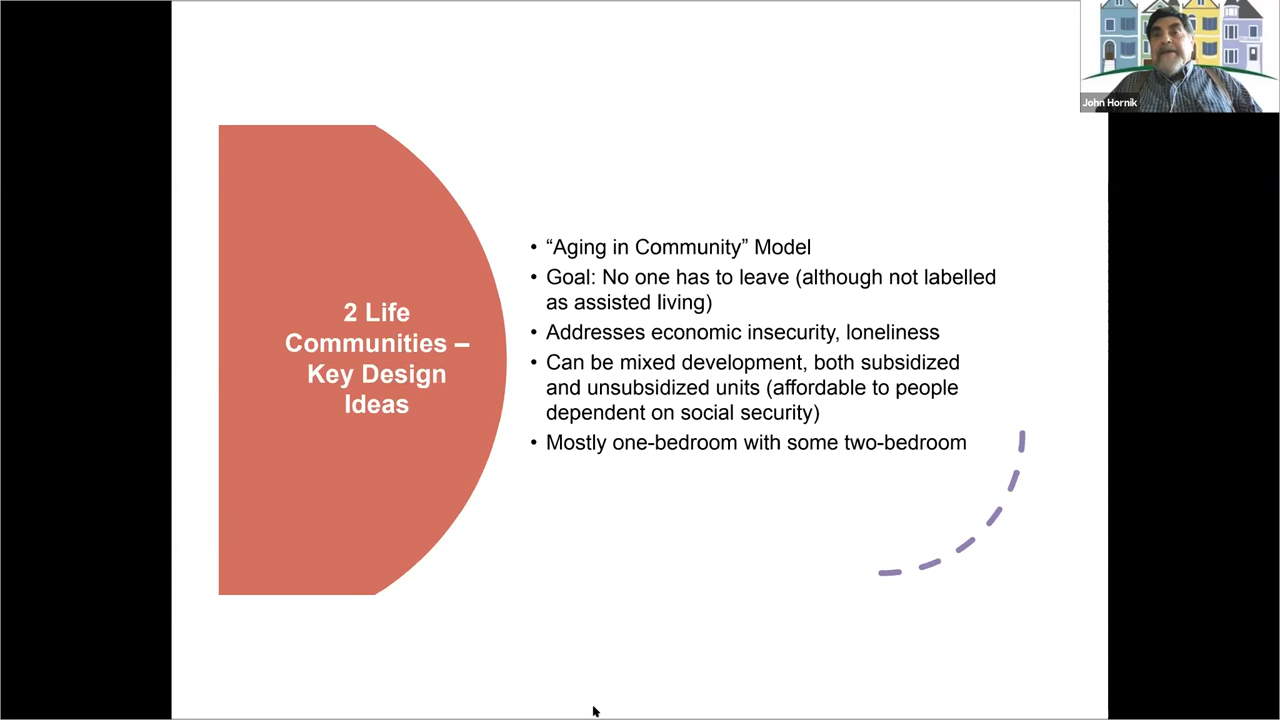 John Hornik
2 Life
Communities –
Key Design
Ideas
• “Aging in Community” Model
• Goal: No one has to leave (although not labelled
as assisted living)
• Addresses economic insecurity, loneliness
• Can be mixed development, both subsidized
and unsubsidized units (affordable to people
dependent on social security)
• Mostly one-bedroom with some two-bedroom